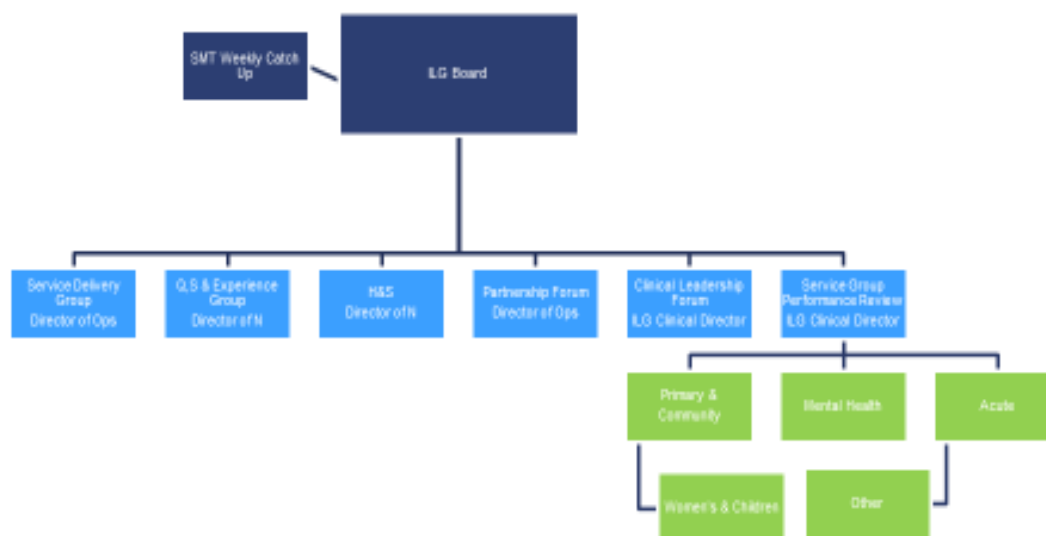 SMT Weekly Catch
Up
ILG Board
Service Delivery
Group
Director of Ops
Q,S & Experience
Group
Director of N
H&S
Director of N
Partnership Forum
Director of Ops
Clinical Leadership
Forum
ILG Clinical Director
Service Group
Performance Review
ILG Clinical Director
Primary &
Community
Mental Health
Acute
Women's & Children
Other